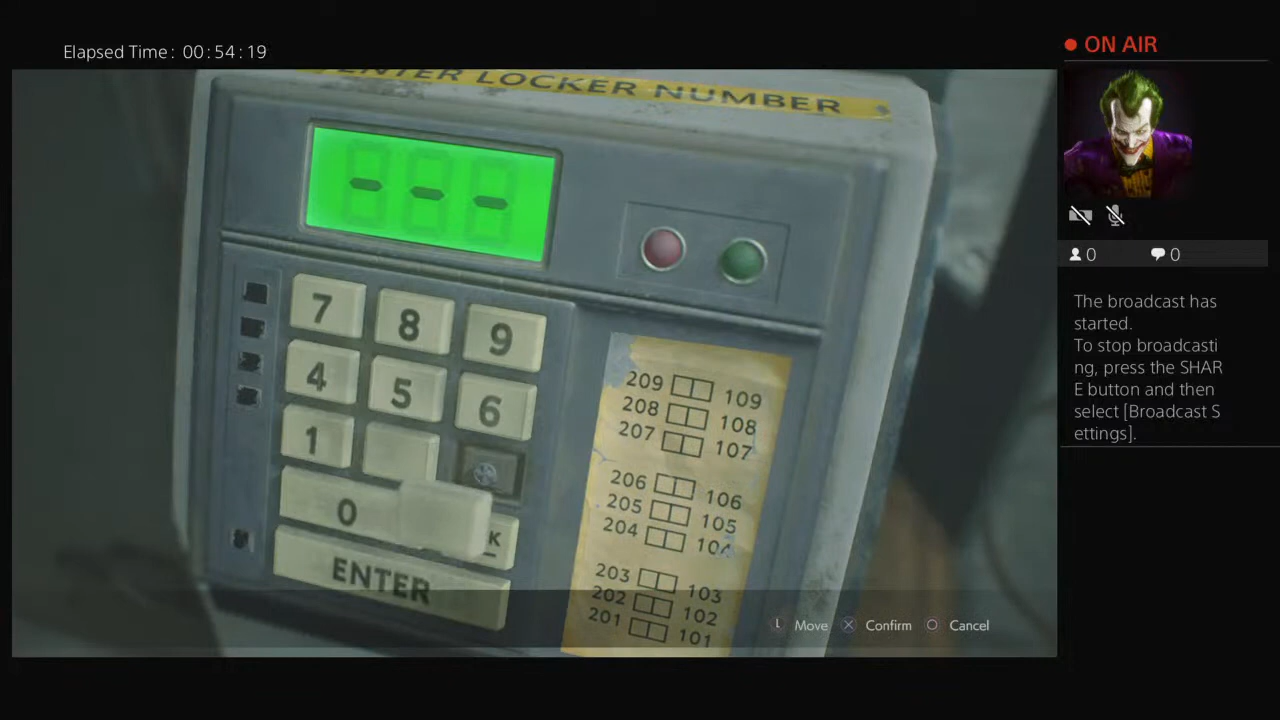 Elapsed Time: 00:54:19
ON AIR
ENTER LOCKER NUMBER
7 8 9
4 5 6
1
0 K
ENTER
209 109
208 108
207 107
206 106
205 105
204 104
203 103
202 102
201 101
L Move Confirm Cancel
0 0
The broadcast has
started.
To stop broadcasti
ng, press the SHAR
E button and then
select [Broadcast S
ettings].